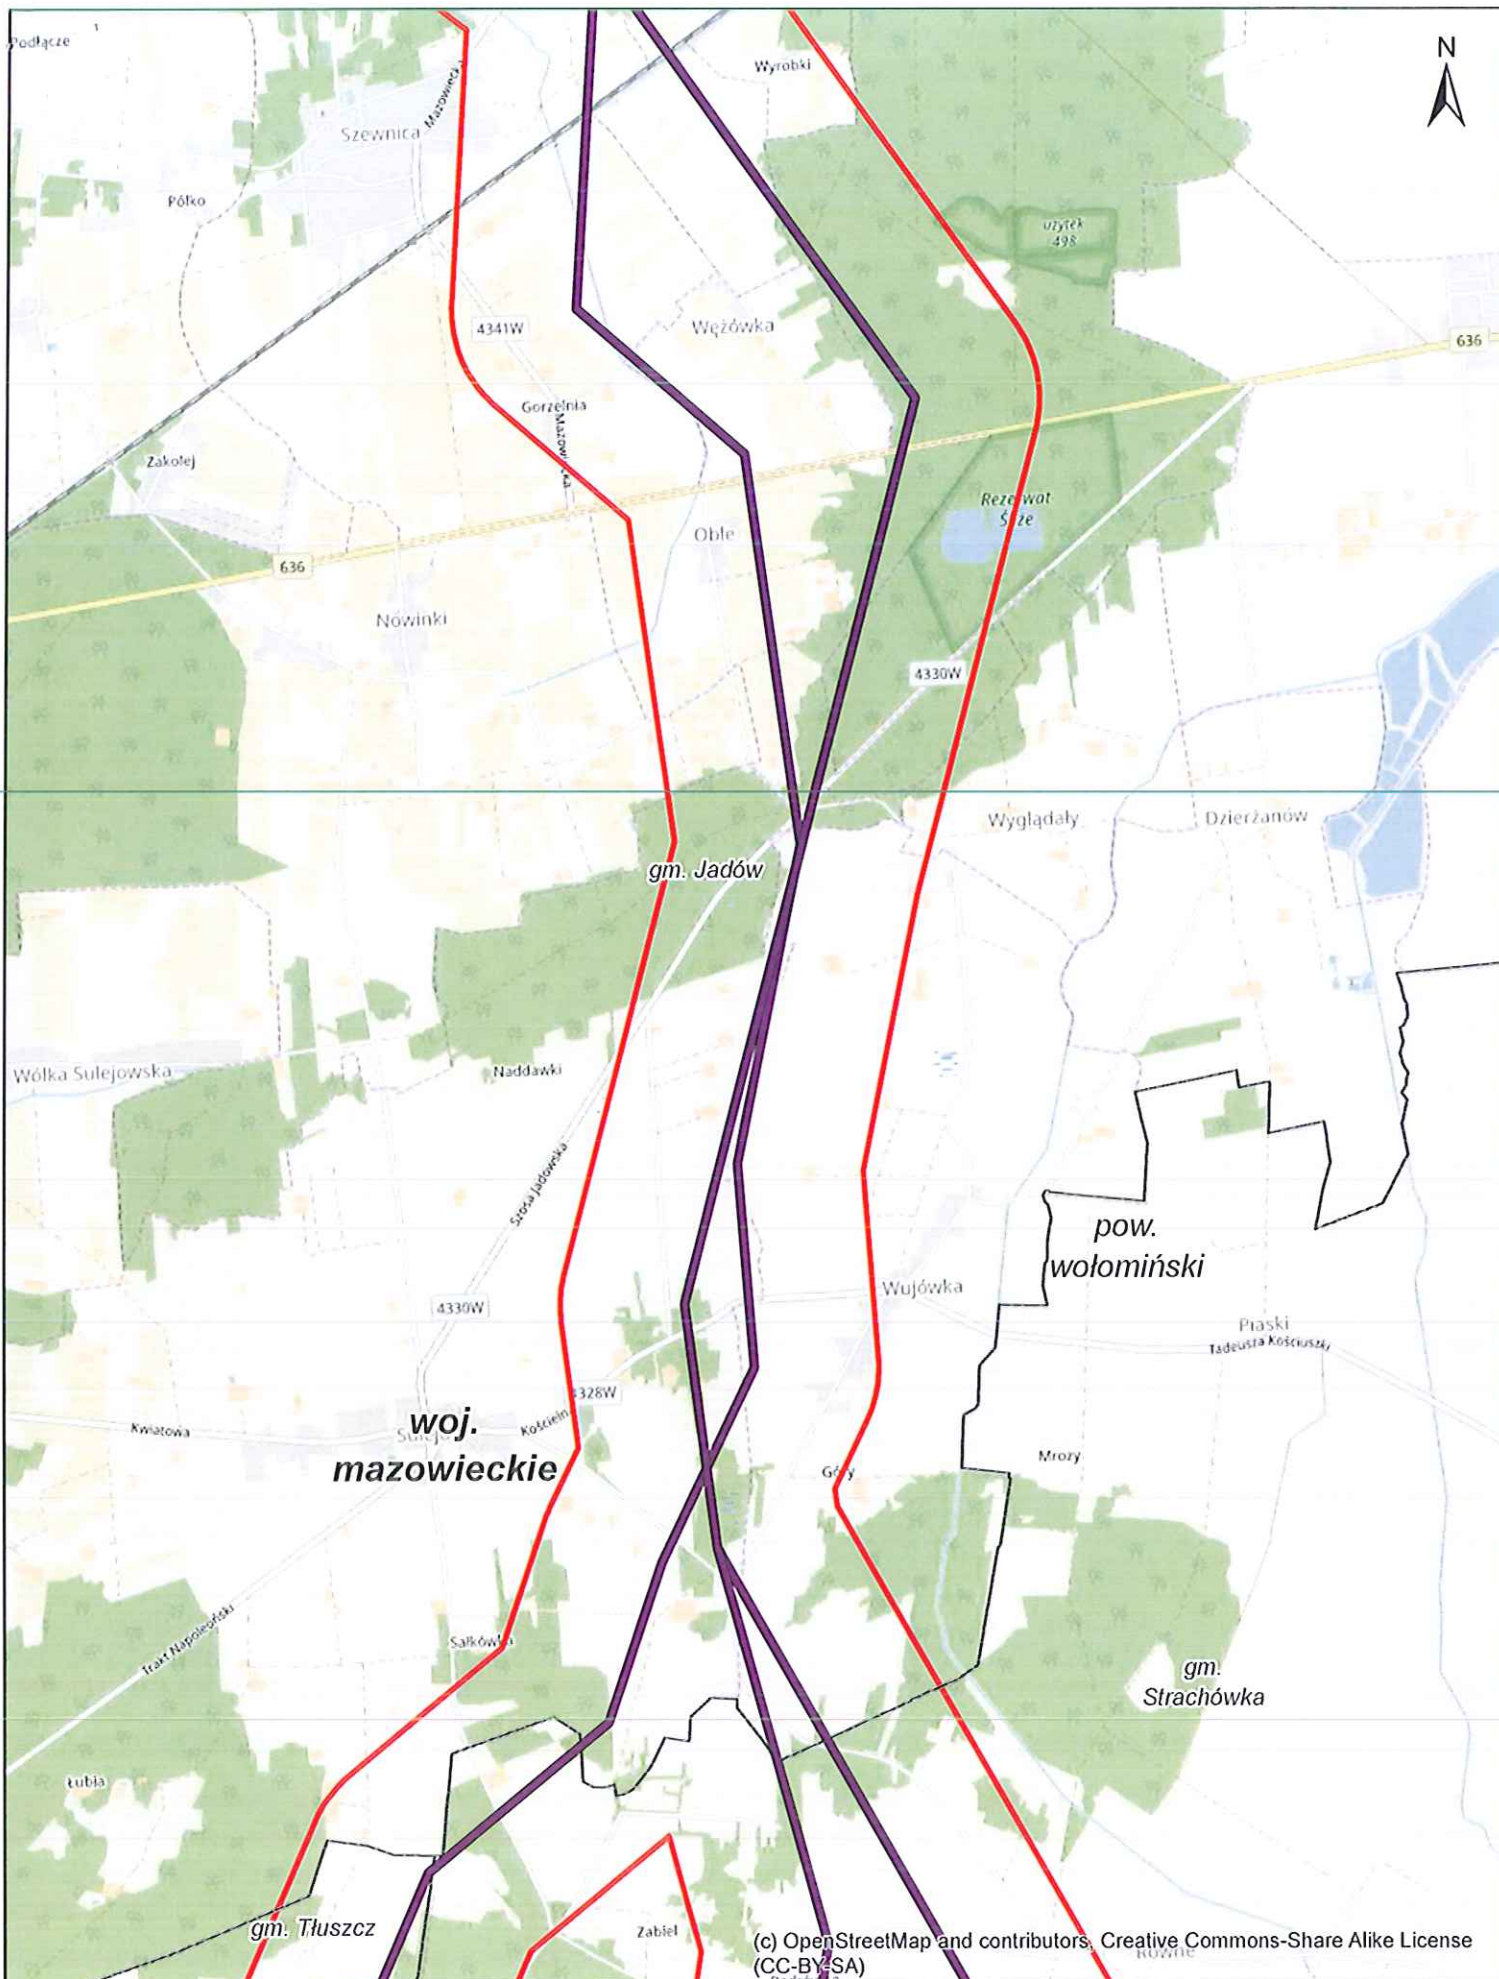 Podłącze
N
Wyrobki
Mazowiecka
Szewnica
Półko
użytek
498
4341W
Wężówka
636
Gorzelnia
Zakolej
Rezerwat
Śliże
Oble
636
Nowinki
4330W
Wyglądały
Dzierżanów
gm. Jadów
Wólka Sulejowska
Naddawki
Szosa Jadowska
pow.
wołomiński
Wujówka
4330W
Piaski
Tadeusza Kościuszki
4328W
woj.
mazowieckie
Kwiatowa
Góry
Mrozy
Trakt Napoleoński
Sałkówka
gm.
Strachówka
Łubia
gm. Tłuszcz
Zabiel
(c) OpenStreetMap and contributors, Creative Commons-Share Alike License
(CC-BY-SA)
Równe